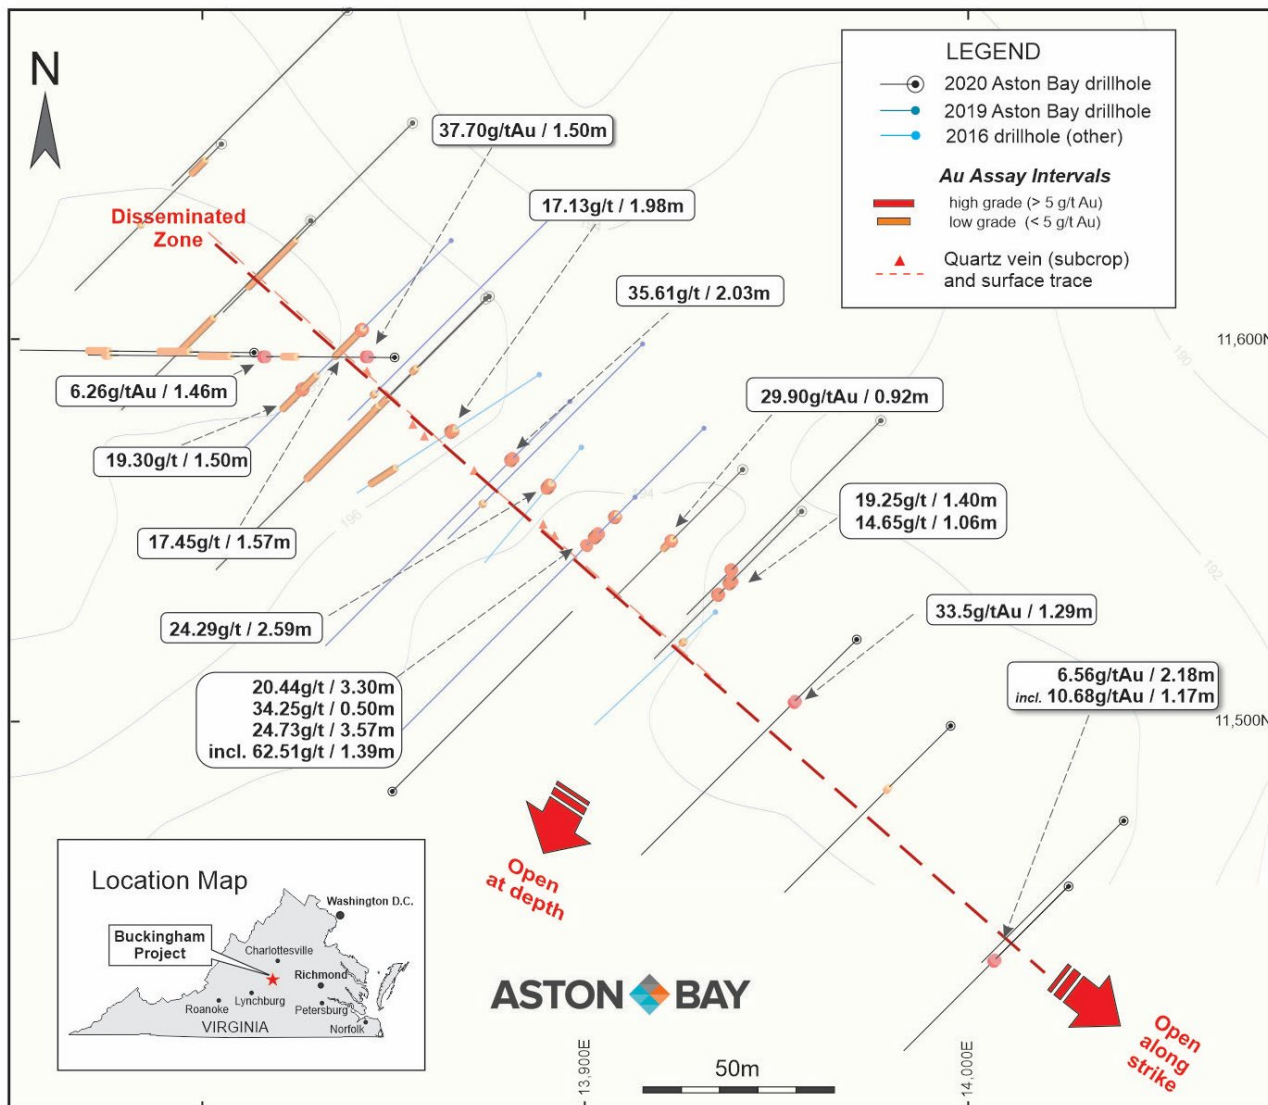 N
LEGEND
2020 Aston Bay drillhole
2019 Aston Bay drillhole
2016 drillhole (other)
Au Assay Intervals
high grade (> 5 g/t Au)
low grade (< 5 g/t Au)
Quartz vein (subcrop)
and surface trace
37.70g/tAu / 1.50m
17.13g/t / 1.98m
Disseminated
Zone
35.61g/t / 2.03m
190
11,600N
6.26g/tAu / 1.46m
29.90g/tAu / 0.92m
19.30g/t / 1.50m
19.25g/t / 1.40m
14.65g/t / 1.06m
194
196
17.45g/t / 1.57m
192
24.29g/t / 2.59m
33.5g/tAu / 1.29m
20.44g/t / 3.30m
34.25g/t / 0.50m
24.73g/t / 3.57m
incl. 62.51g/t / 1.39m
6.56g/tAu / 2.18m
incl. 10.68g/tAu / 1.17m
11,500N
Open
at depth
Location Map
Washington D.C.
Buckingham
Project
Charlottesville
Richmond
Lynchburg
Roanoke
Petersburg
VIRGINIA
Norfolk
ASTON BAY
13,900E
50m
14,000E
Open
along
strike